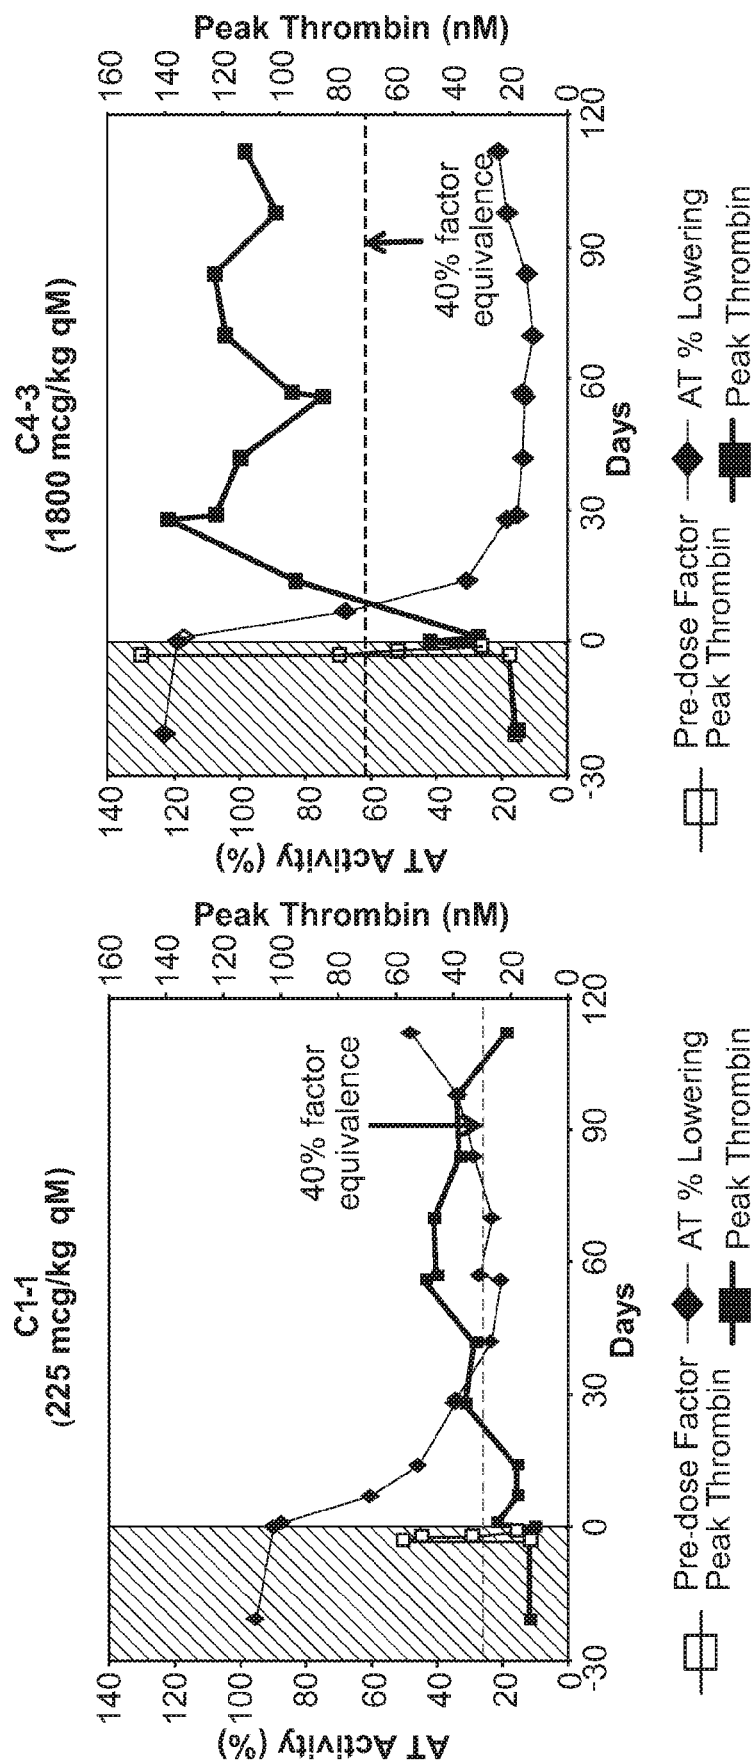 C1-1
(225 mcg/kg qM)
AT Activity (%)
140
120
100
80
60
40
20
0
Peak Thrombin (nM)
160
140
120
100
80
60
40
20
0
40% factor
equivalence
-30
0
30
60
90
120
Days
Pre-dose Factor
Peak Thrombin
AT % Lowering
Peak Thrombin
C4-3
(1800 mcg/kg qM)
AT Activity (%)
140
120
100
80
60
40
20
0
Peak Thrombin (nM)
160
140
120
100
80
60
40
20
0
40% factor
equivalence
-30
0
30
60
90
120
Days
Pre-dose Factor
Peak Thrombin
AT % Lowering
Peak Thrombin